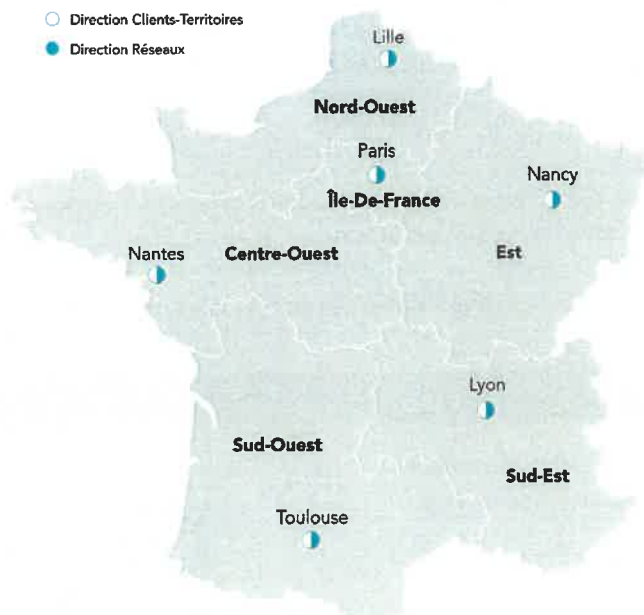 Direction Clients-Territoires
Direction Réseaux
Lille
Nord-Ouest
Paris
Île-De-France
Nancy
Nantes
Centre-Ouest
Est
Lyon
Sud-Ouest
Sud-Est
Toulouse